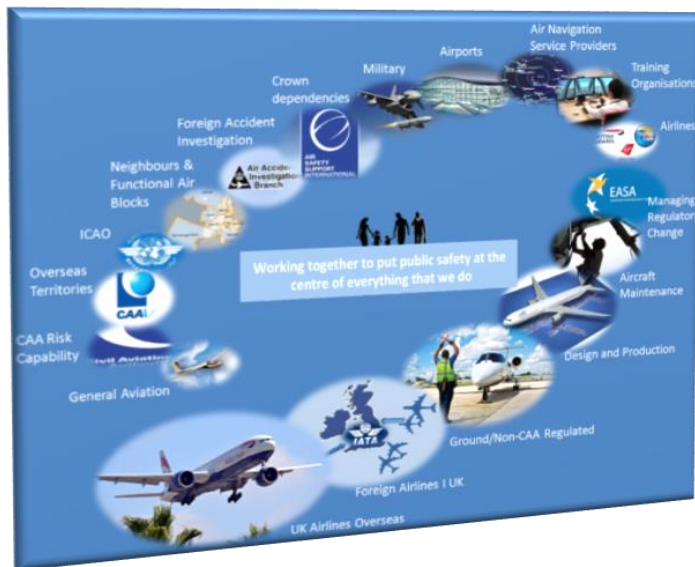 Air Navigation
Service Providers
Airports
Military
Training
Organisations
Crown
dependencies
Airlines
Foreign Accident
Investigation
AIR
SAFETY
SUPPORT
INTERNATIONAL
Air Accident
Investigation
Branch
Neighbours &
Functional Air
Blocks
EASA
Managing
Regulatory
Change
ICAO
Working together to put public safety at the
centre of everything that we do
Overseas
Territories
CAAi
Aircraft
Maintenance
CAA Risk
Capability
Design and Production
General Aviation
Ground/Non-CAA Regulated
IATA
Foreign Airlines I UK
UK Airlines Overseas